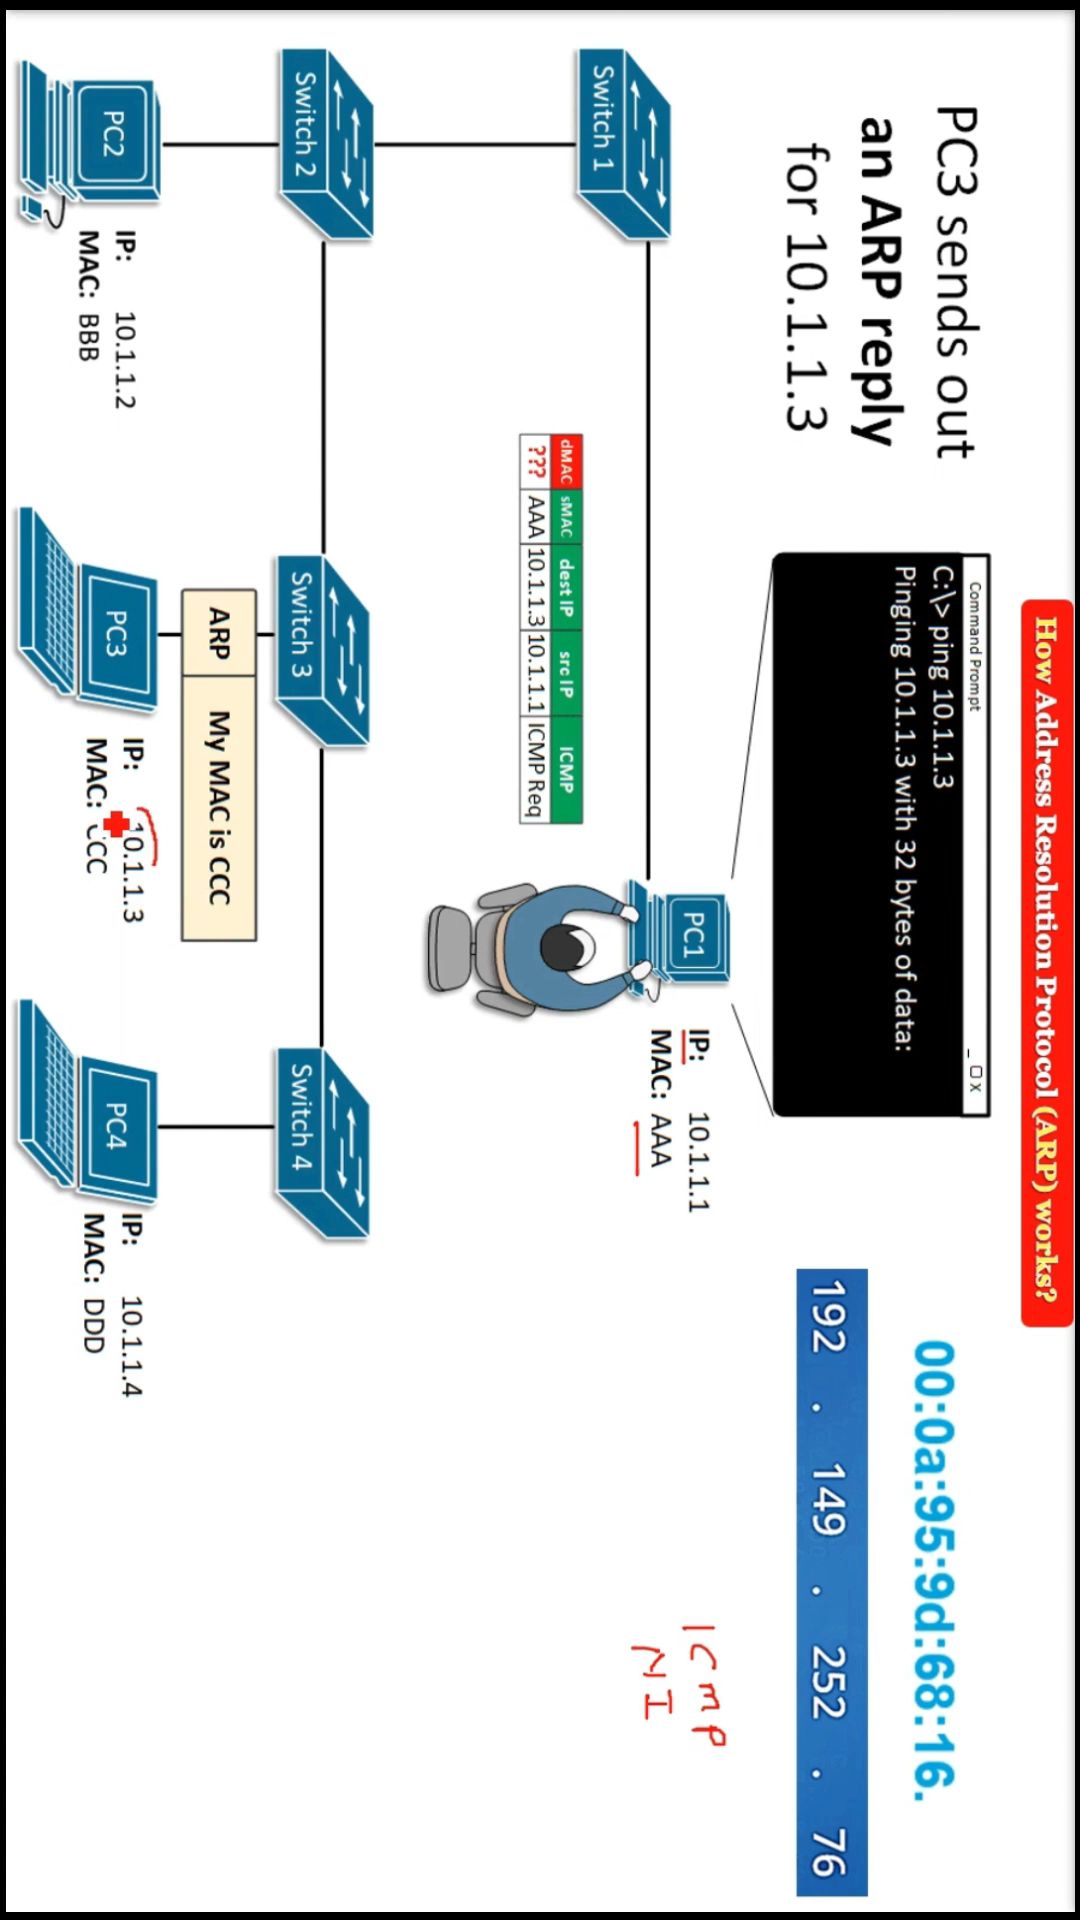 How Address Resolution Protocol (ARP) works?
PC3 sends out
an ARP reply
for 10.1.1.3
Command Prompt _ □ X
C:\> ping 10.1.1.3
Pinging 10.1.1.3 with 32 bytes of data:
00:0a:95:9d:68:16.
192 . 149 . 252 . 76
Switch 1
PC1
IP: 10.1.1.1
MAC: AAA
ICMP
NI
dMAC sMAC dest IP src IP ICMP
??? AAA 10.1.1.3 10.1.1.1 ICMP Req
Switch 2
Switch 3
Switch 4
ARP My MAC is CCC
PC2
IP: 10.1.1.2
MAC: BBB
PC3
IP: 10.1.1.3
MAC: CCC
PC4
IP: 10.1.1.4
MAC: DDD